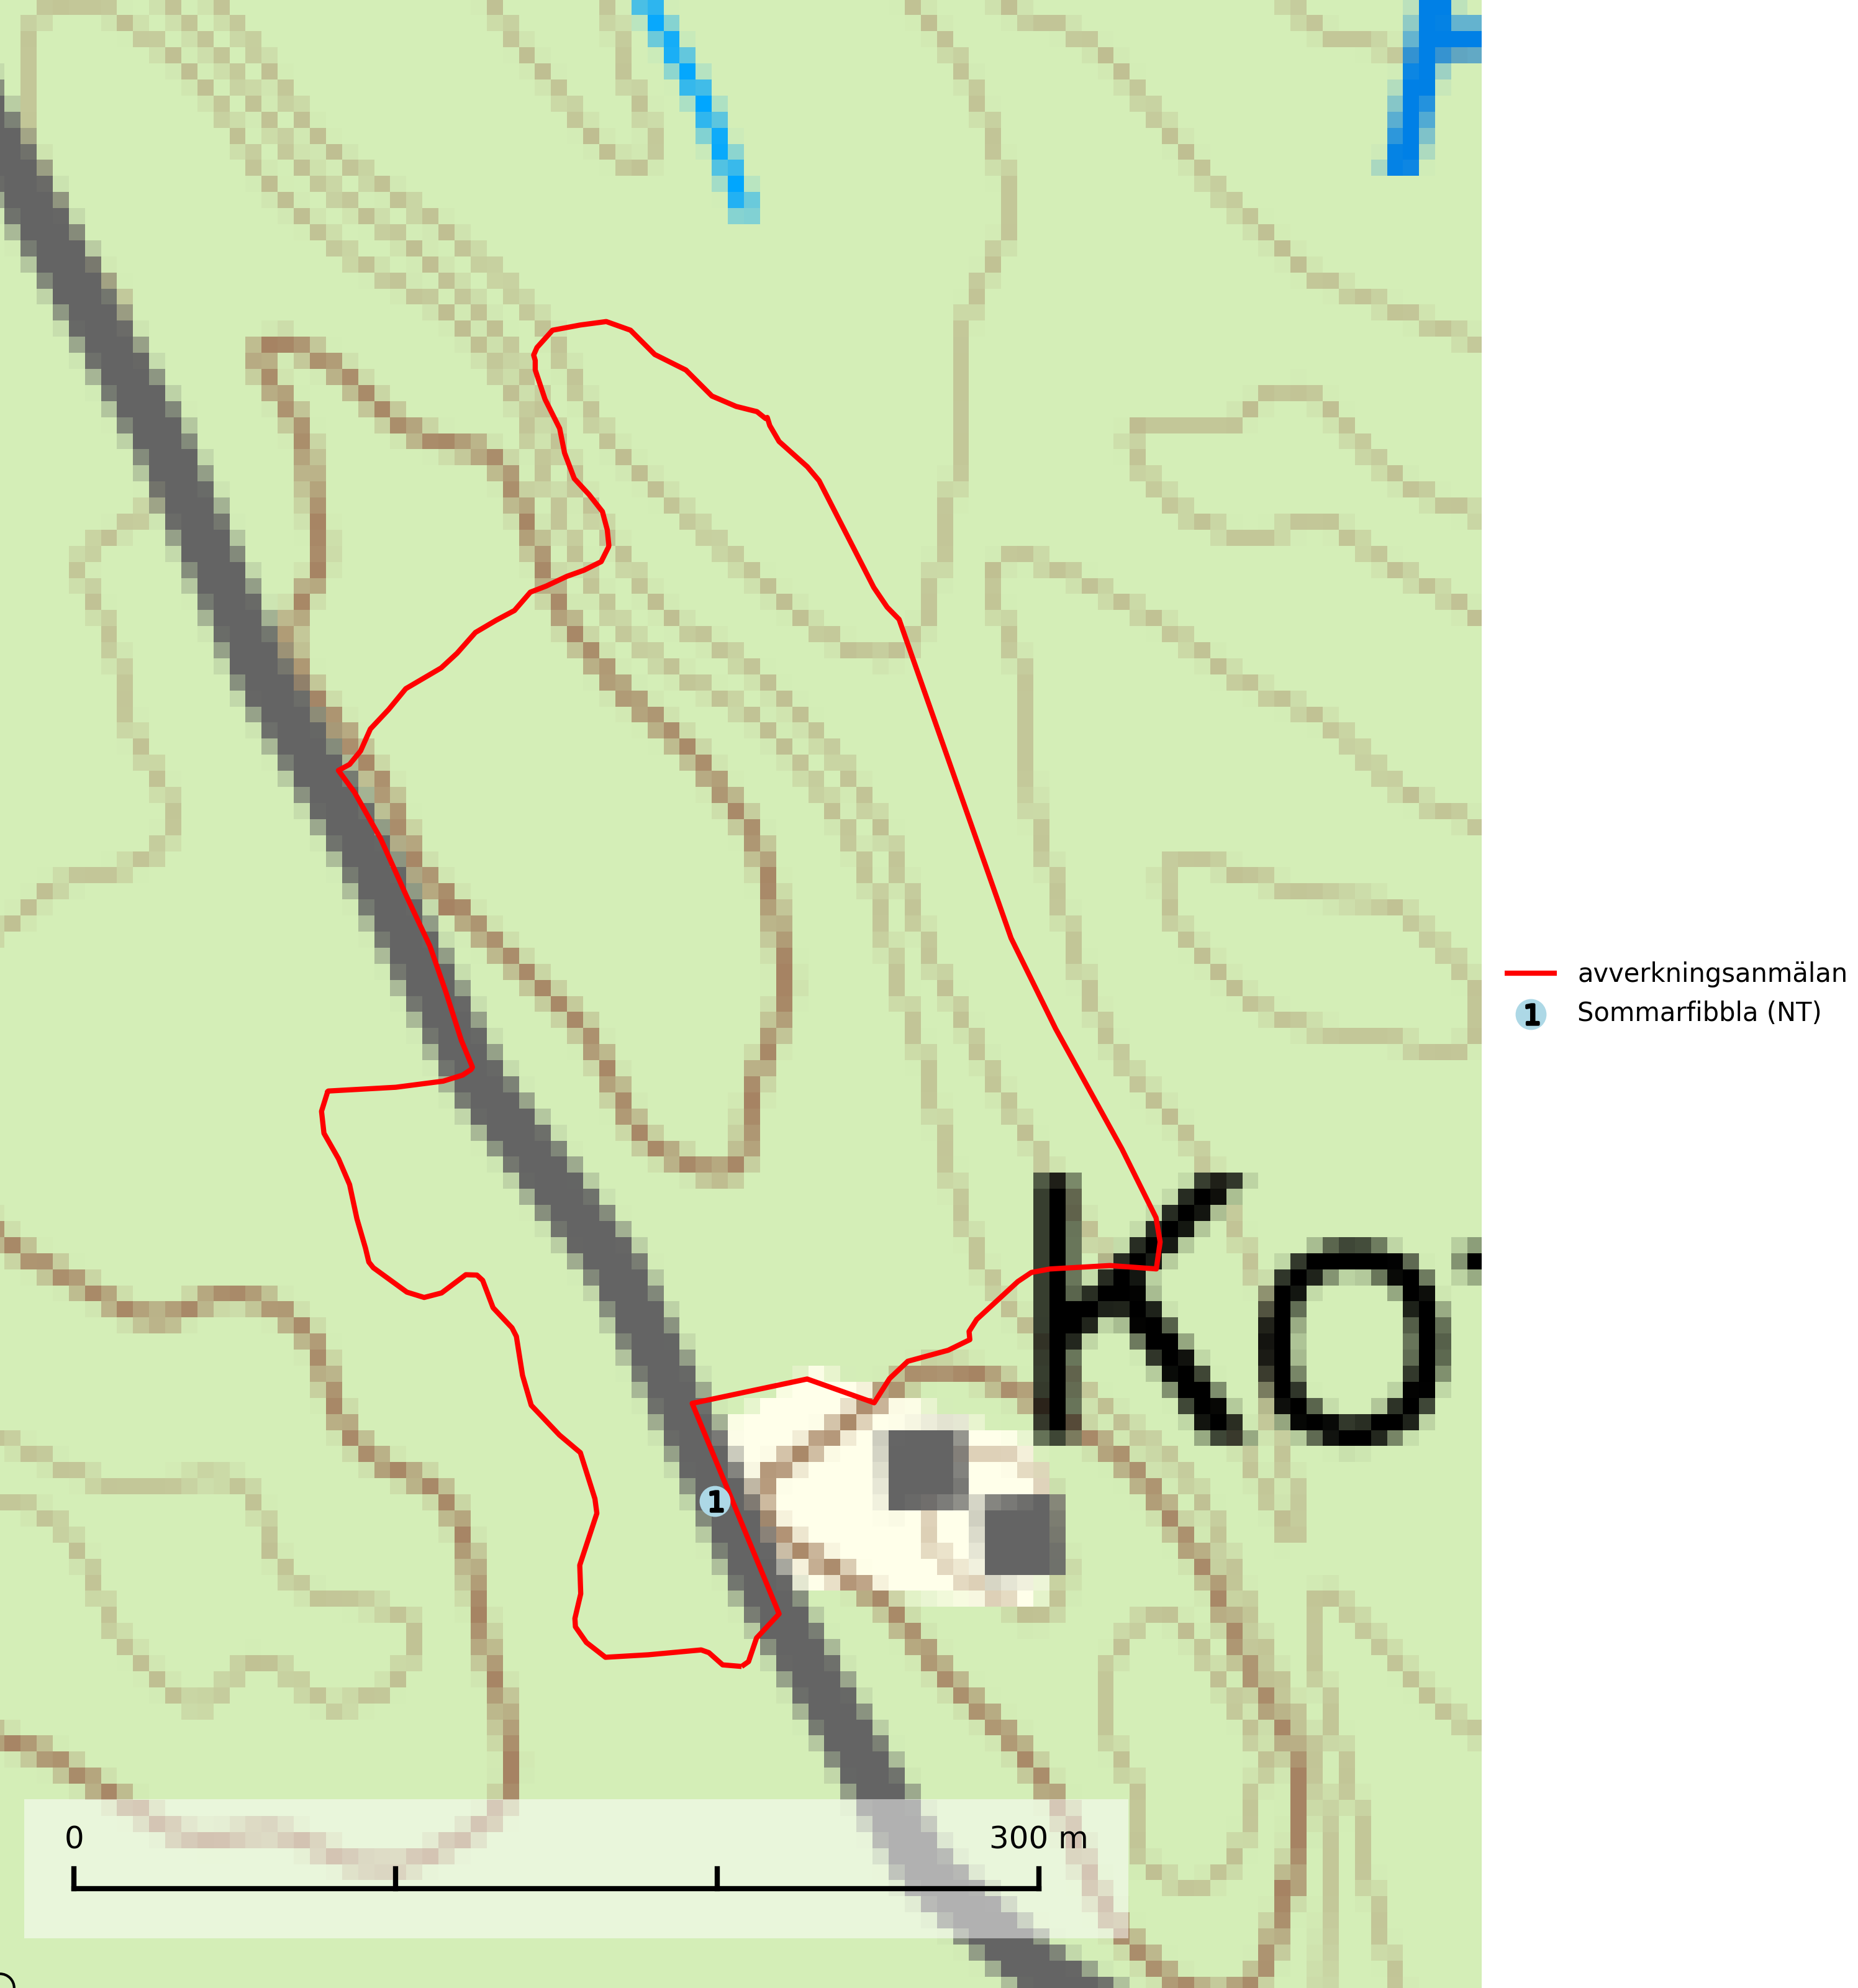 Ko
avverkningsanmälan
1 Sommarfibbla (NT)
1
0 300 m